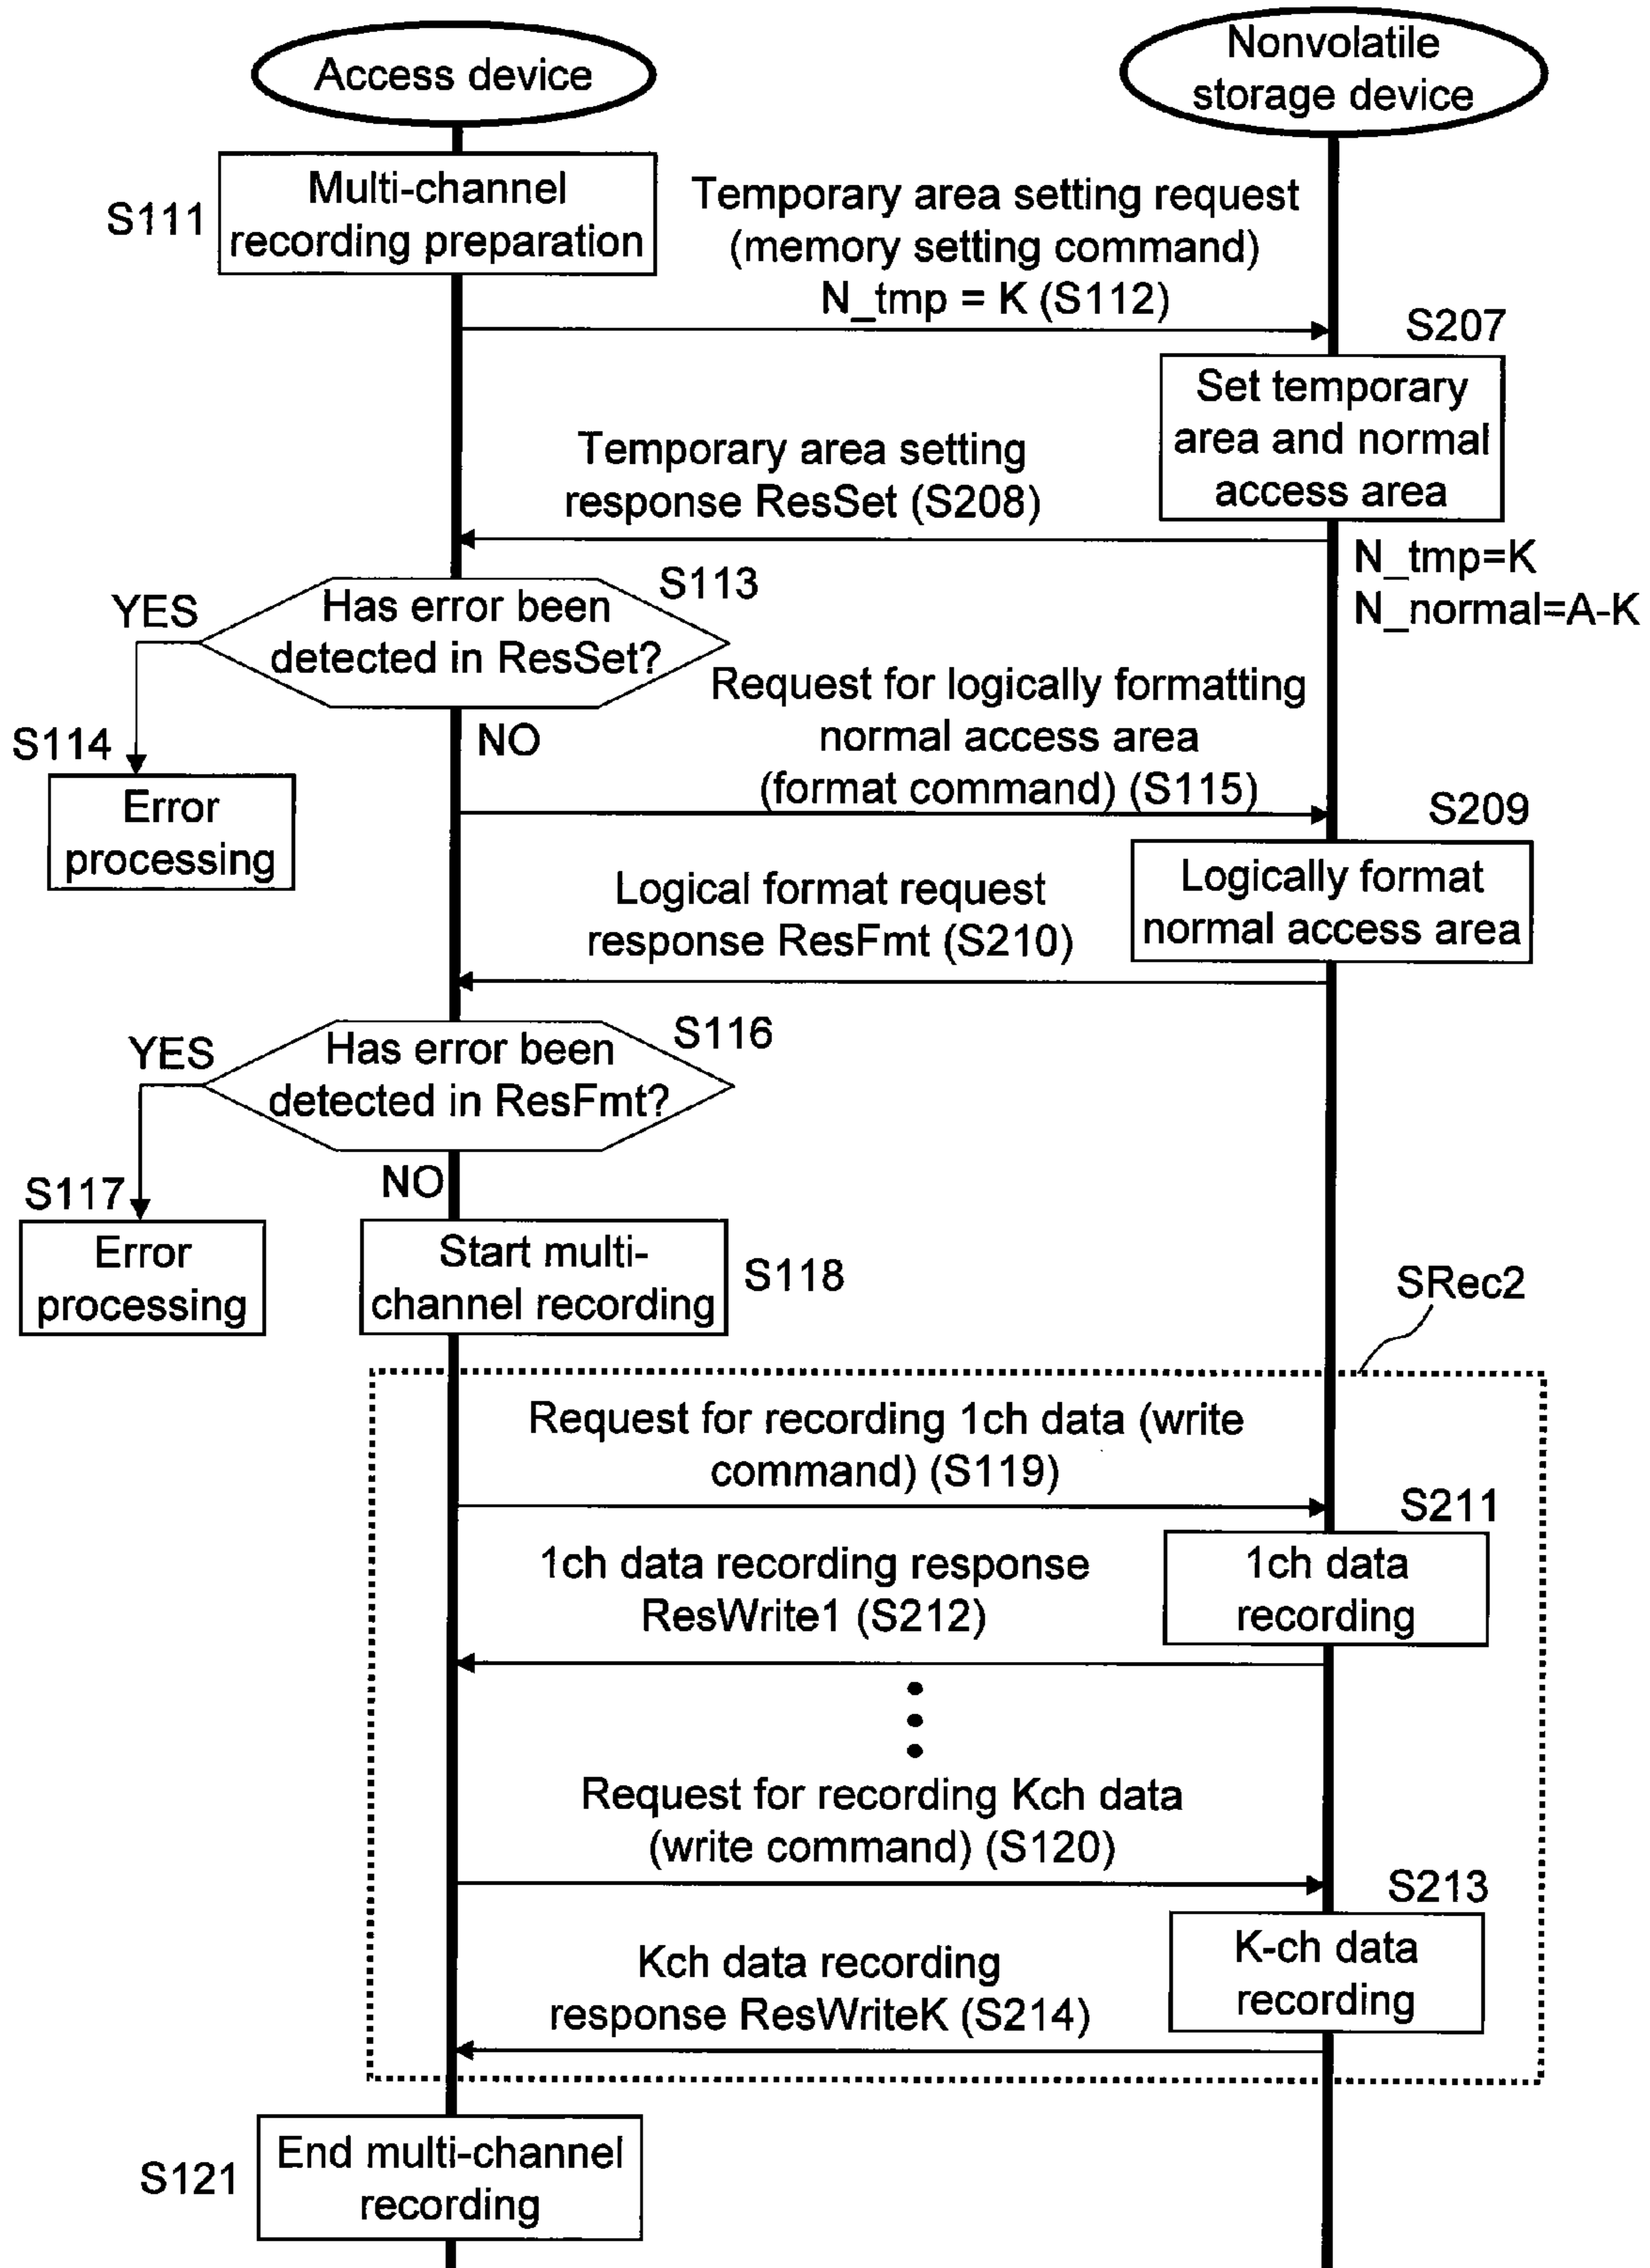 Access device
Nonvolatile
storage device
S111
Multi-channel
recording preparation
Temporary area setting request
(memory setting command)
N_tmp = K (S112)
S207
Set temporary
area and normal
access area
Temporary area setting
response ResSet (S208)
N_tmp=K
N_normal=A-K
S113
Has error been
detected in ResSet?
YES
NO
S114
Error
processing
Request for logically formatting
normal access area
(format command) (S115)
S209
Logically format
normal access area
Logical format request
response ResFmt (S210)
S116
Has error been
detected in ResFmt?
YES
NO
S117
Error
processing
Start multi-
channel recording
S118
SRec2
Request for recording 1ch data (write
command) (S119)
S211
1ch data
recording
1ch data recording response
ResWrite1 (S212)
Request for recording Kch data
(write command) (S120)
S213
K-ch data
recording
Kch data recording
response ResWriteK (S214)
S121
End multi-channel
recording